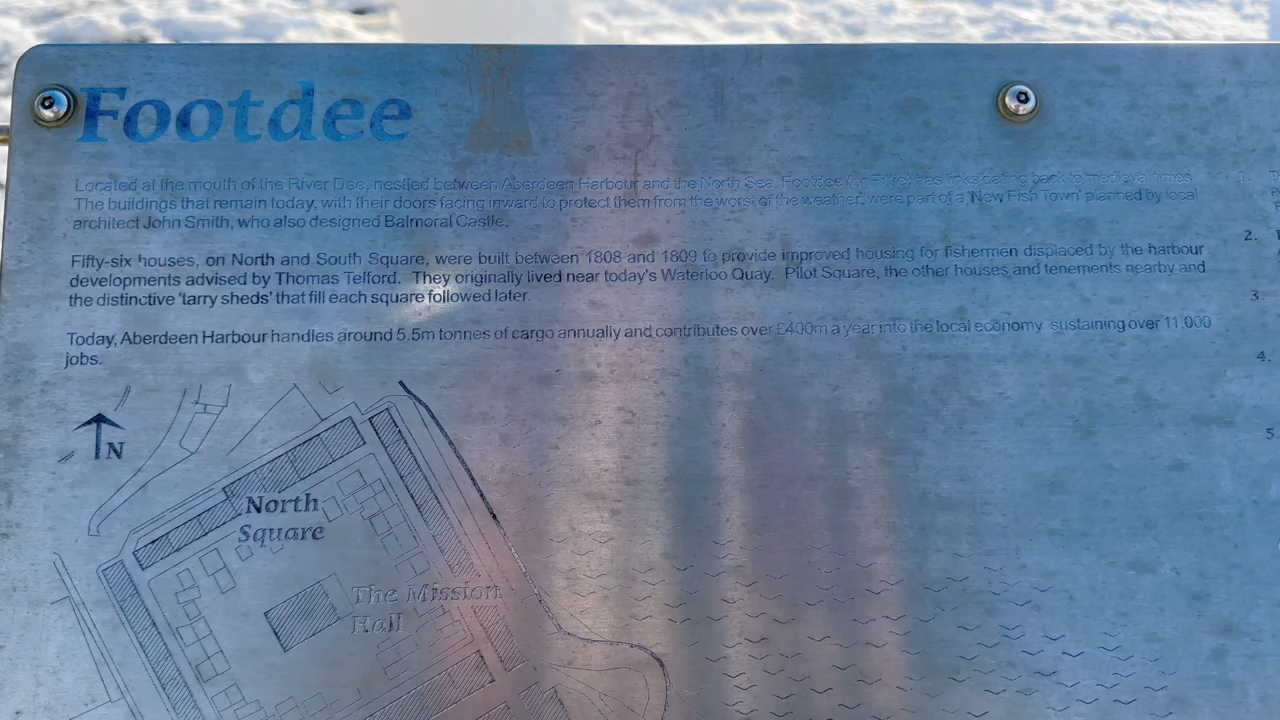 Footdee
Located at the mouth of the River Dee, nestled between Aberdeen Harbour and the North Sea, Footdee (or Fittie) has links dating back to medieval times.
The buildings that remain today, with their doors facing inward to protect them from the worst of the weather, were part of a 'New Fish Town' planned by local
architect John Smith, who also designed Balmoral Castle.
Fifty-six houses, on North and South Square, were built between 1808 and 1809 to provide improved housing for fishermen displaced by the harbour
developments advised by Thomas Telford. They originally lived near today's Waterloo Quay. Pilot Square, the other houses and tenements nearby and
the distinctive 'tarry sheds' that fill each square followed later.
Today, Aberdeen Harbour handles around 5.5m tonnes of cargo annually and contributes over £400m a year into the local economy sustaining over 11,000
jobs.
N
North
Square
The Mission
Hall
1.
2.
3.
4.
5.